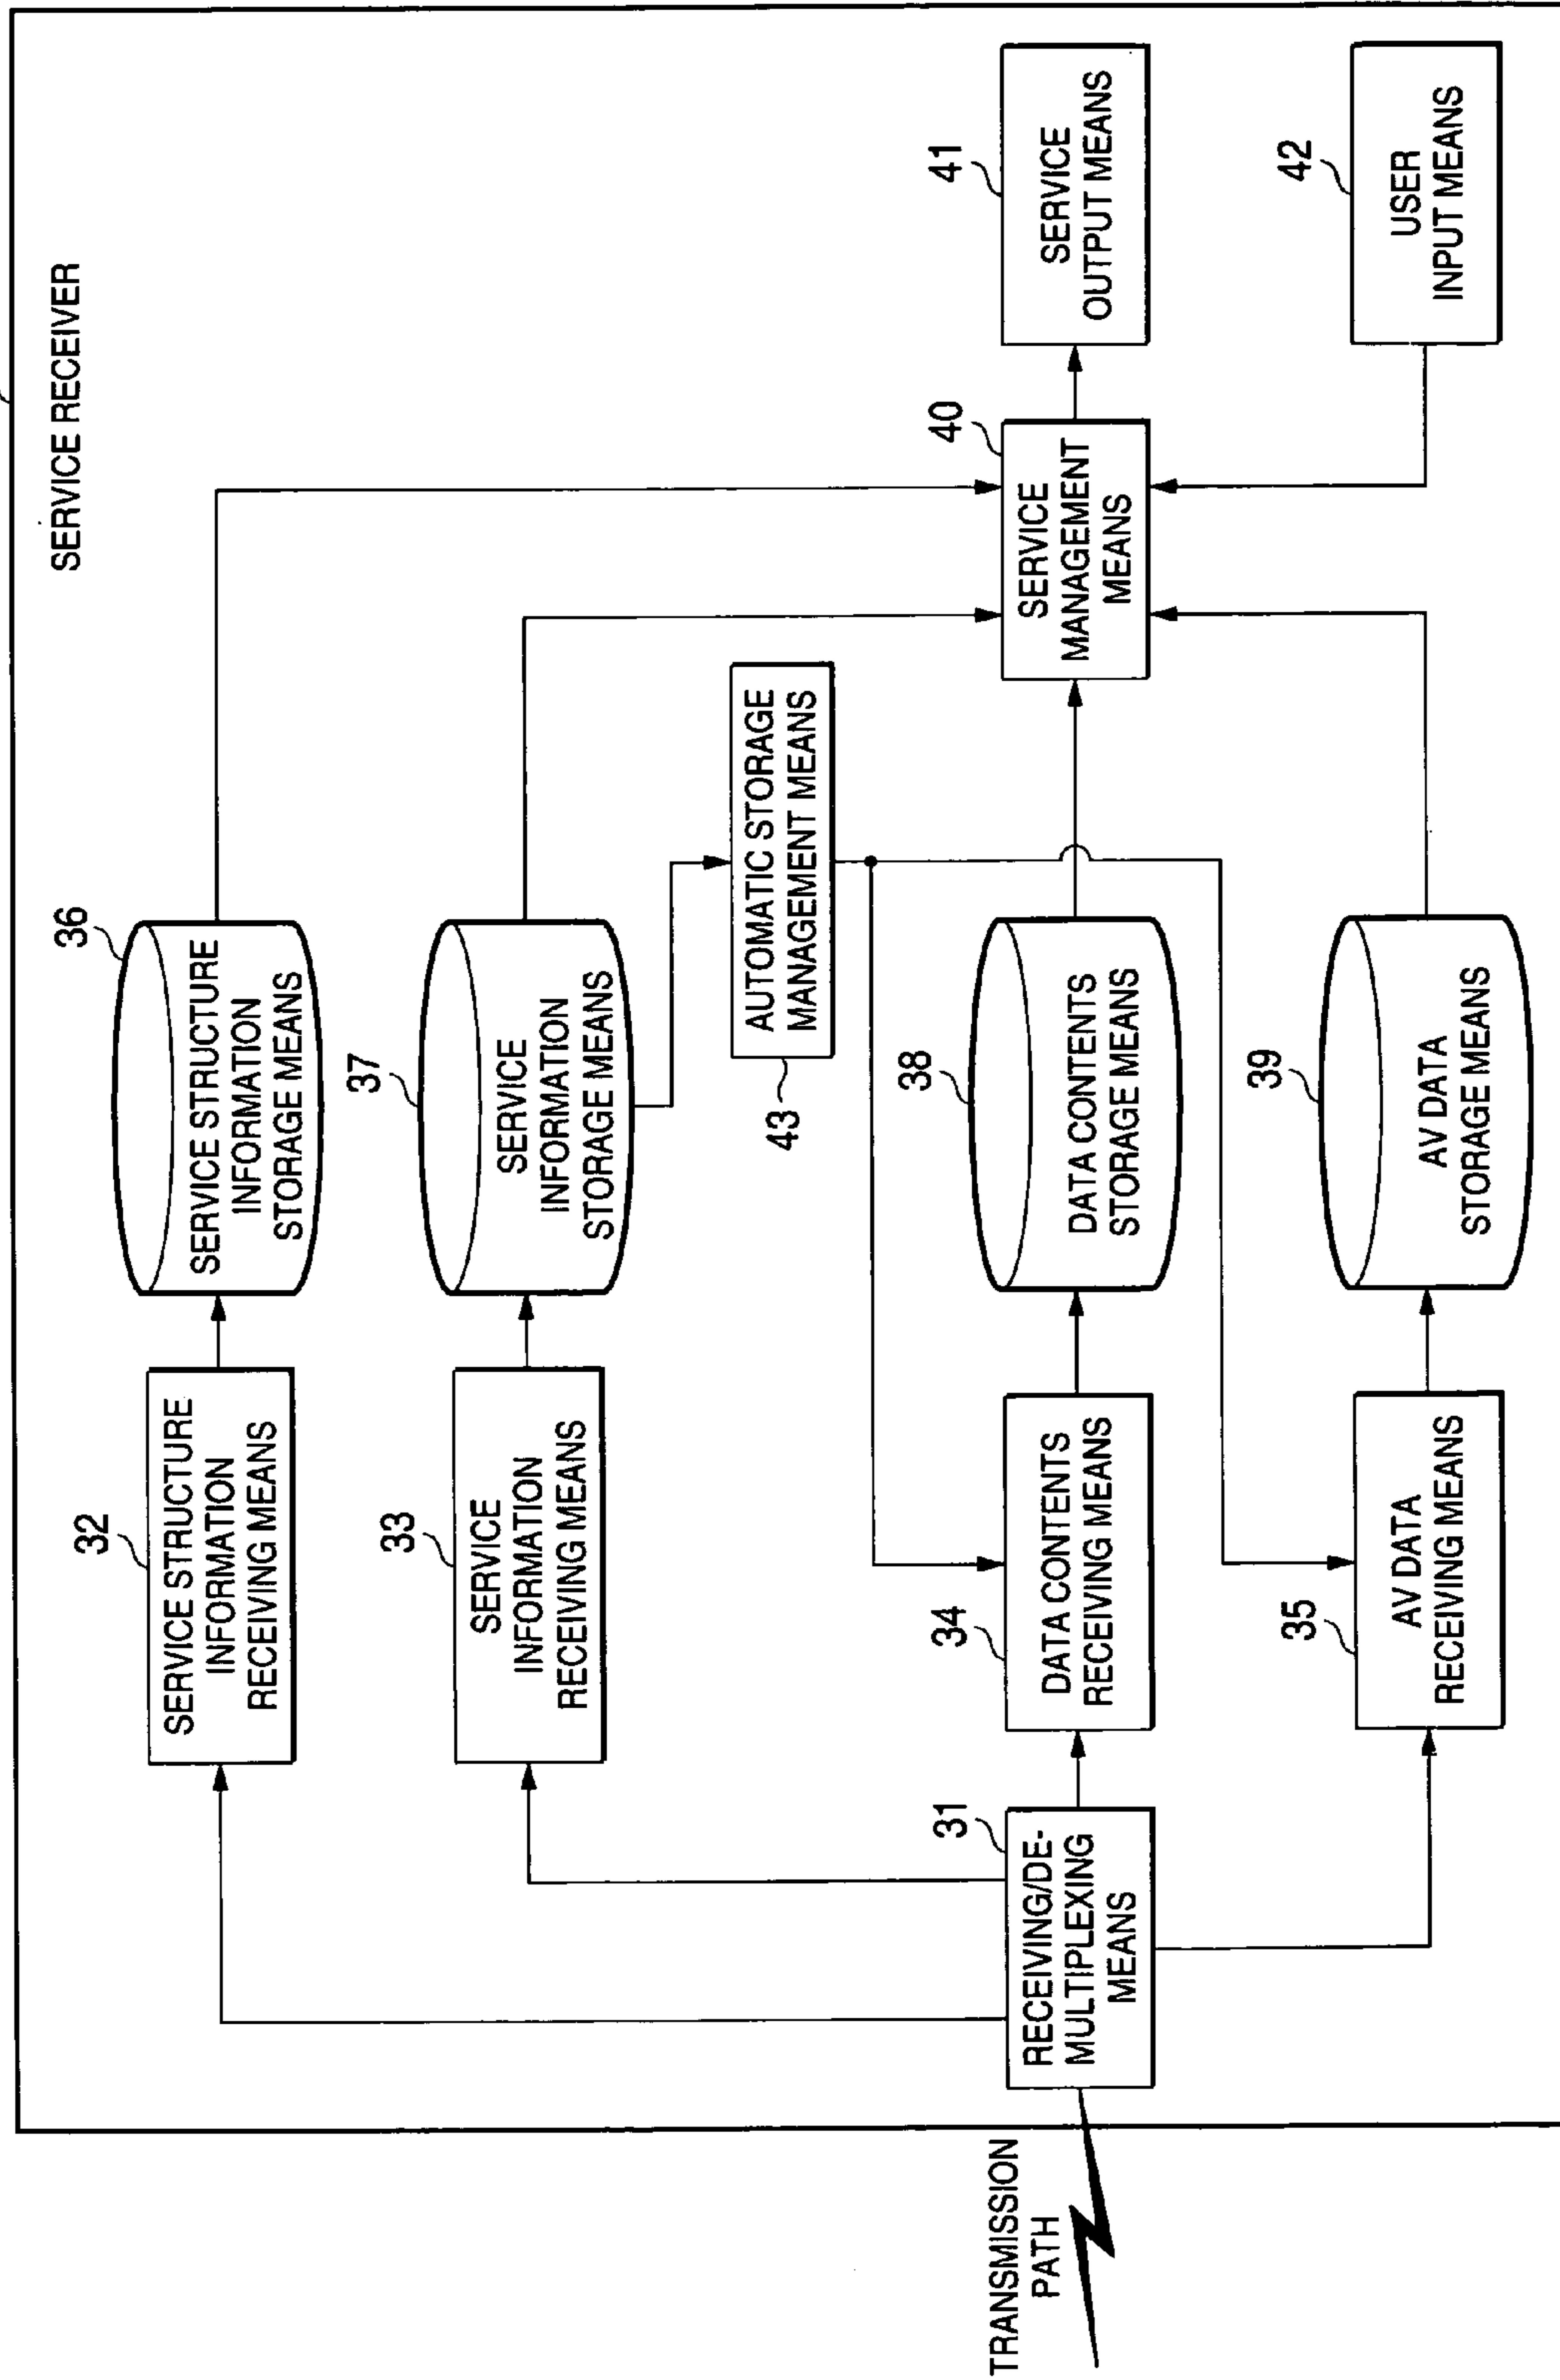 SERVICE RECEIVER
36
SERVICE STRUCTURE
INFORMATION
STORAGE MEANS
32
SERVICE STRUCTURE
INFORMATION
RECEIVING MEANS
37
SERVICE
INFORMATION
STORAGE MEANS
33
SERVICE
INFORMATION
RECEIVING MEANS
AUTOMATIC STORAGE
MANAGEMENT MEANS
43
TRANSMISSION
PATH
31
RECEIVING/DE-
MULTIPLEXING
MEANS
34
DATA CONTENTS
RECEIVING MEANS
38
DATA CONTENTS
STORAGE MEANS
40
SERVICE
MANAGEMENT
MEANS
41
SERVICE
OUTPUT MEANS
35
AV DATA
RECEIVING MEANS
39
AV DATA
STORAGE MEANS
42
USER
INPUT MEANS